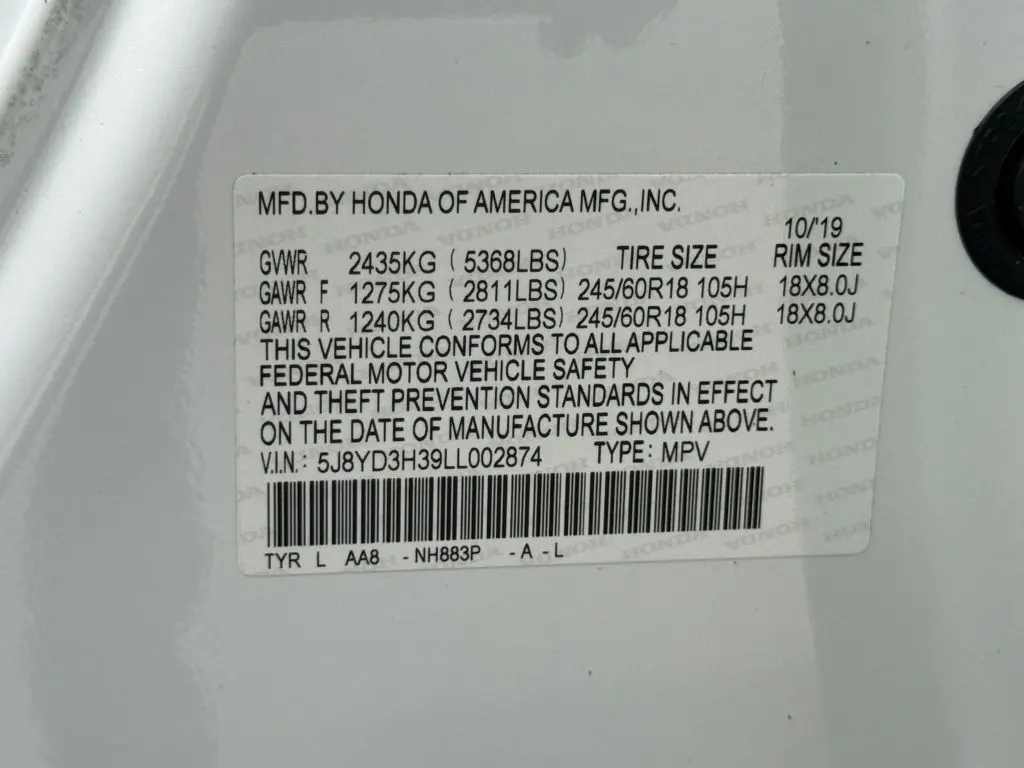 MFD.BY HONDA OF AMERICA MFG.,INC.
10/'19
GVWR 2435KG ( 5368LBS) TIRE SIZE RIM SIZE
GAWR F 1275KG ( 2811LBS) 245/60R18 105H 18X8.0J
GAWR R 1240KG ( 2734LBS) 245/60R18 105H 18X8.0J
THIS VEHICLE CONFORMS TO ALL APPLICABLE
FEDERAL MOTOR VEHICLE SAFETY
AND THEFT PREVENTION STANDARDS IN EFFECT
ON THE DATE OF MANUFACTURE SHOWN ABOVE.
V.I.N.: 5J8YD3H39LL002874 TYPE: MPV
TYR L AA8 - NH883P - A - L